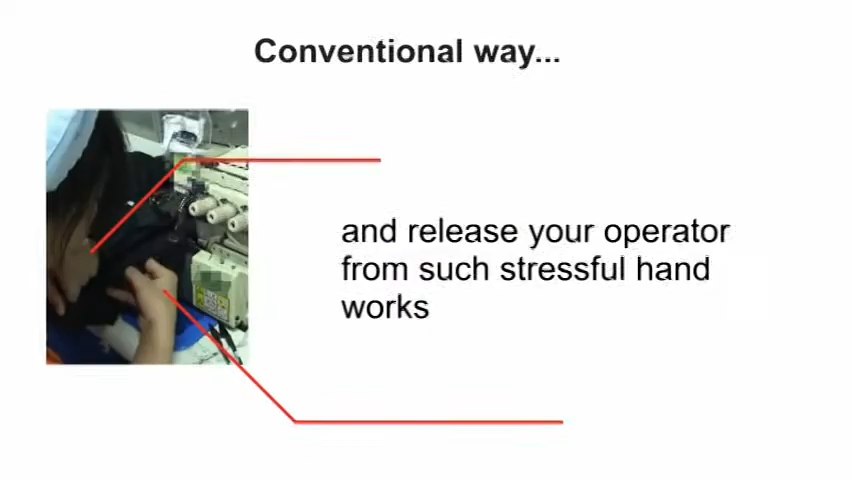 Conventional way...
and release your operator
from such stressful hand
works